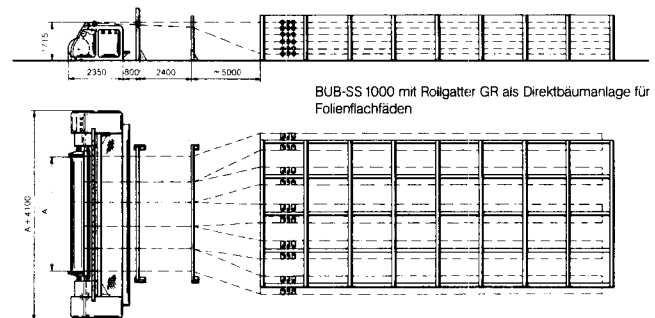 1715
2350
800
2400
~ 5000
BUB-SS 1000 mit Rollgatter GR als Direktbäumanlage für
Folienflachfäden
A + 4100
A